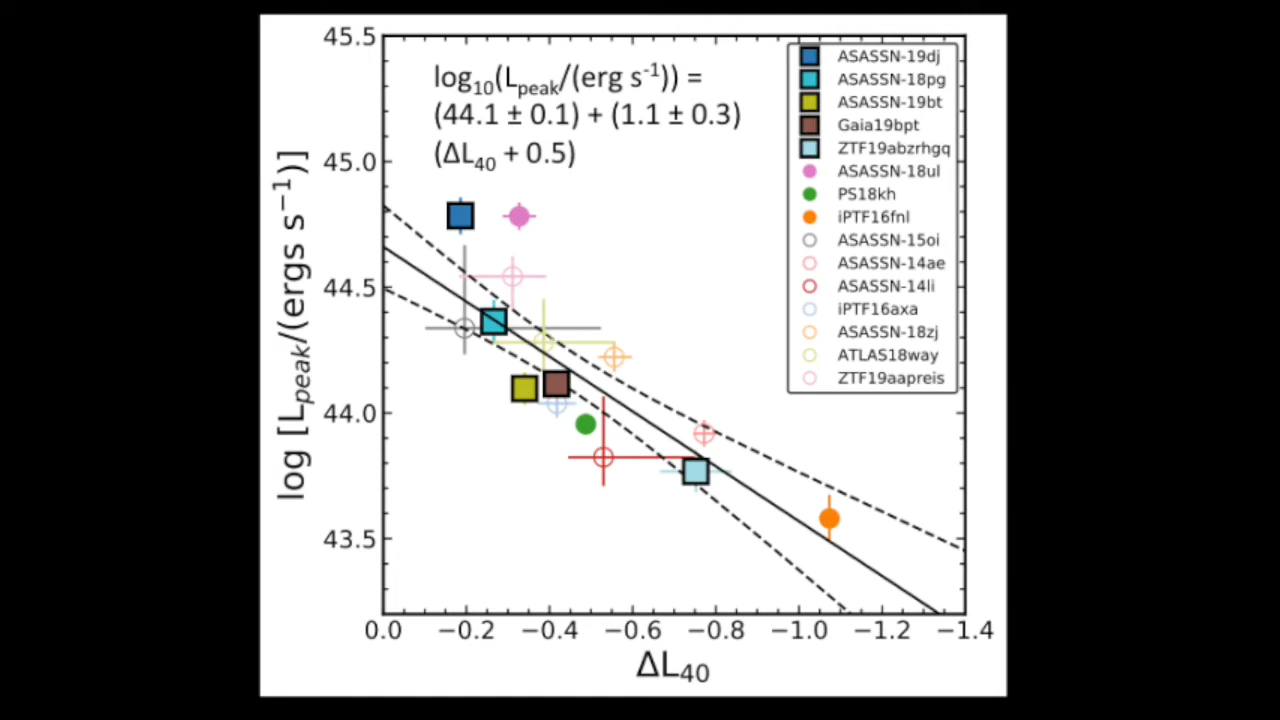 45.5
45.0
44.5
44.0
43.5
log [L_peak/(ergs s⁻¹)]
log₁₀(L_peak/(erg s⁻¹)) =
(44.1 ± 0.1) + (1.1 ± 0.3)
(ΔL₄₀ + 0.5)
ASASSN-19dj
ASASSN-18pg
ASASSN-19bt
Gaia19bpt
ZTF19abzrhgq
ASASSN-18ul
PS18kh
iPTF16fnl
ASASSN-15oi
ASASSN-14ae
ASASSN-14li
iPTF16axa
ASASSN-18zj
ATLAS18way
ZTF19aapreis
0.0 −0.2 −0.4 −0.6 −0.8 −1.0 −1.2 −1.4
ΔL₄₀